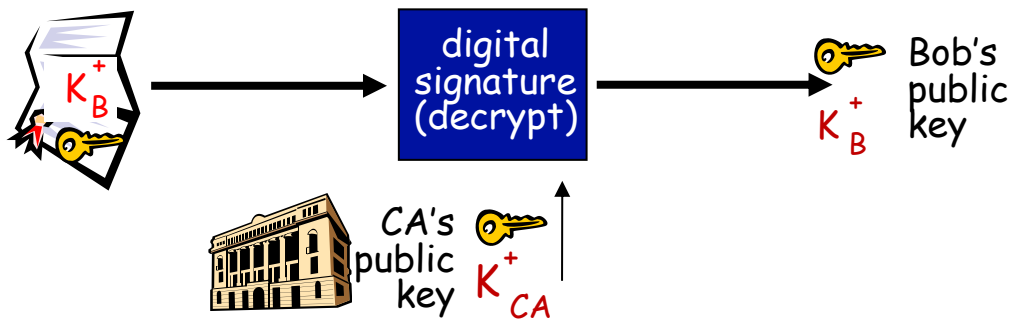 K+B
digital
signature
(decrypt)
K+B
Bob's
public
key
CA's
public
key
K+CA